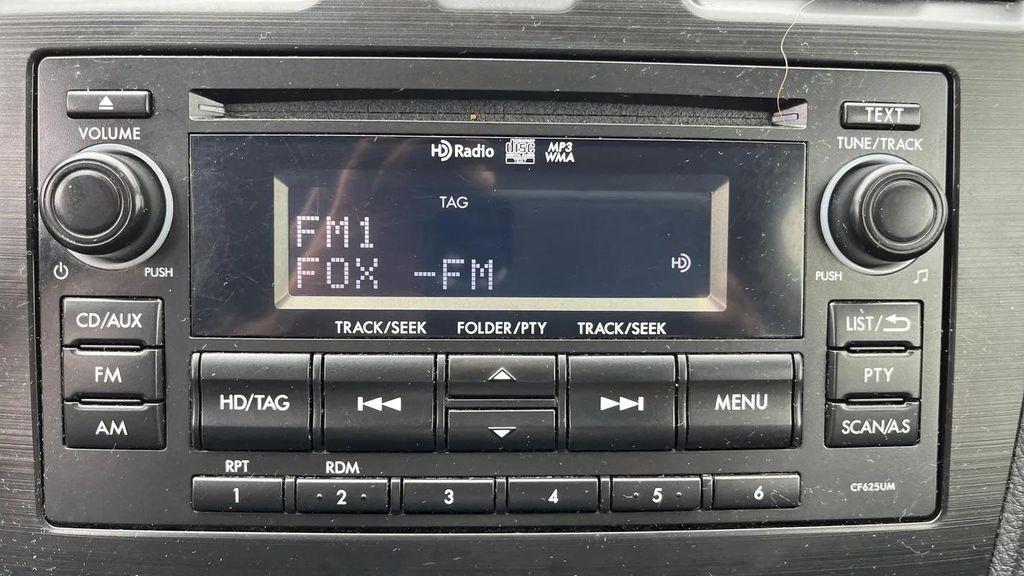 VOLUME
TEXT
TUNE/TRACK
HD Radio
disc
MP3
WMA
TAG
FM1
FOX -FM
HD
PUSH
PUSH
TRACK/SEEK FOLDER/PTY TRACK/SEEK
CD/AUX
LIST/
FM
PTY
AM
SCAN/A.S
HD/TAG
MENU
RPT
RDM
1
2
3
4
5
6
CF625UM